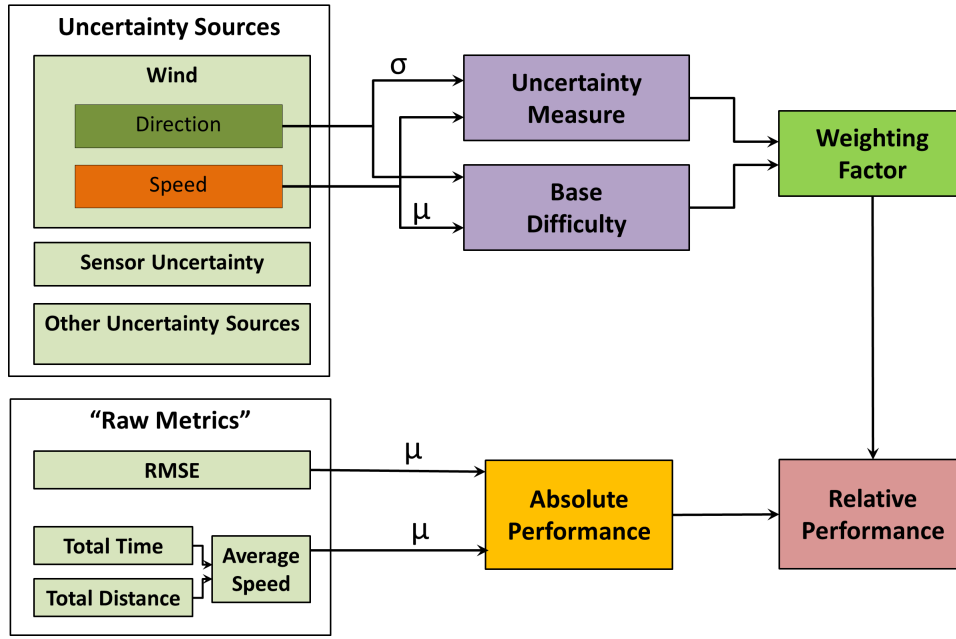 Uncertainty Sources
Wind
Direction
Speed
Sensor Uncertainty
Other Uncertainty Sources
σ
μ
Uncertainty
Measure
Base
Difficulty
Weighting
Factor
“Raw Metrics”
RMSE
Total Time
Total Distance
Average
Speed
μ
μ
Absolute
Performance
Relative
Performance